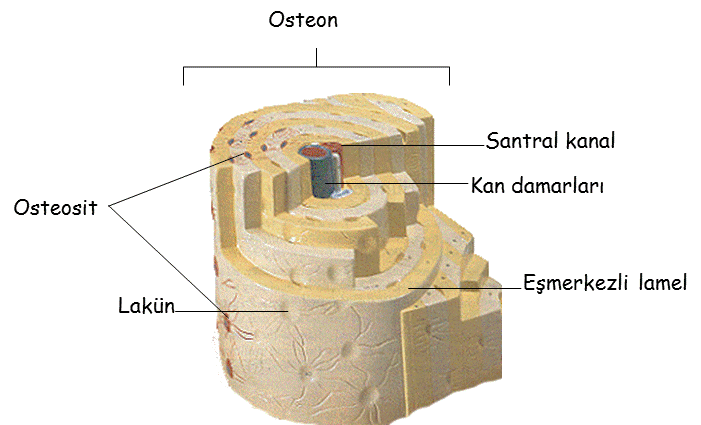 Osteon
Santral kanal
Kan damarları
Osteosit
Eşmerkezli lamel
Lakün